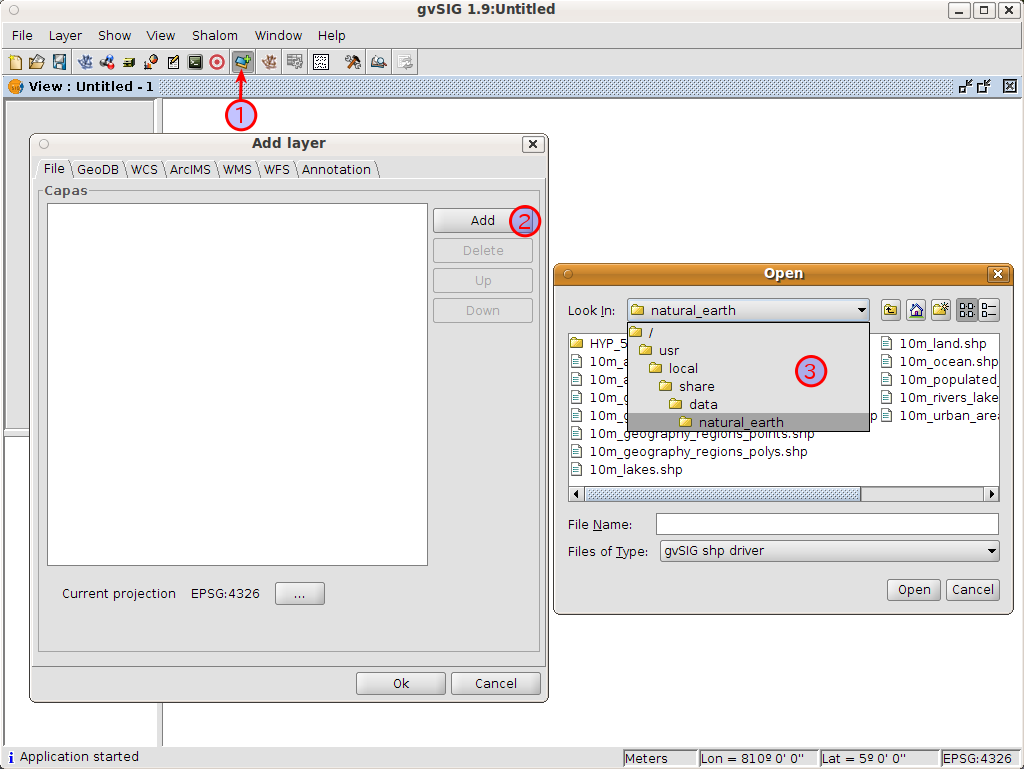 gvSIG 1.9:Untitled
File Layer Show View Shalom Window Help
View : Untitled - 1
1
Add layer
File GeoDB WCS ArcIMS WMS WFS Annotation
Capas
Add 2
Delete
Up
Down
Current projection EPSG:4326 ...
Ok Cancel
Open
Look In: natural_earth
/
usr
local
share
data
natural_earth
3
HYP_5
10m_a
10m_a
10m_g
10m_g
10m_geography_regions_points.shp
10m_geography_regions_polys.shp
10m_lakes.shp
p
10m_land.shp
10m_ocean.shp
10m_populated_
10m_rivers_lake
10m_urban_area
File Name:
Files of Type: gvSIG shp driver
Open Cancel
i Application started
Meters Lon = 810º 0' 0" Lat = 5º 0' 0" EPSG:4326